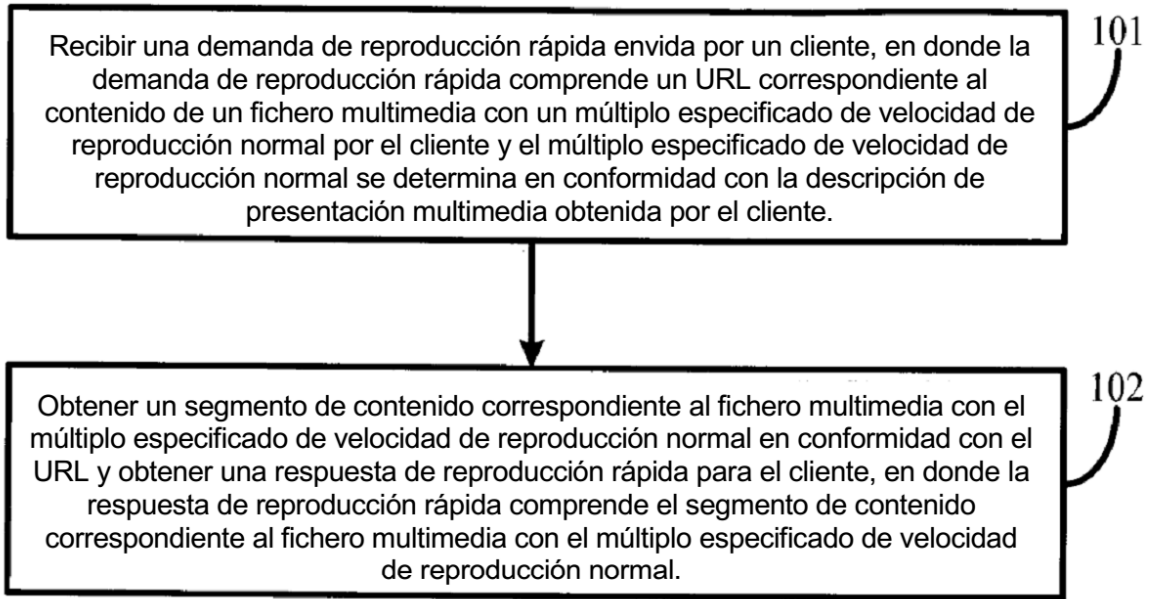 101
Recibir una demanda de reproducción rápida envida por un cliente, en donde la
demanda de reproducción rápida comprende un URL correspondiente al
contenido de un fichero multimedia con un múltiplo especificado de velocidad de
reproducción normal por el cliente y el múltiplo especificado de velocidad de
reproducción normal se determina en conformidad con la descripción de
presentación multimedia obtenida por el cliente.
102
Obtener un segmento de contenido correspondiente al fichero multimedia con el
múltiplo especificado de velocidad de reproducción normal en conformidad con el
URL y obtener una respuesta de reproducción rápida para el cliente, en donde la
respuesta de reproducción rápida comprende el segmento de contenido
correspondiente al fichero multimedia con el múltiplo especificado de velocidad
de reproducción normal.